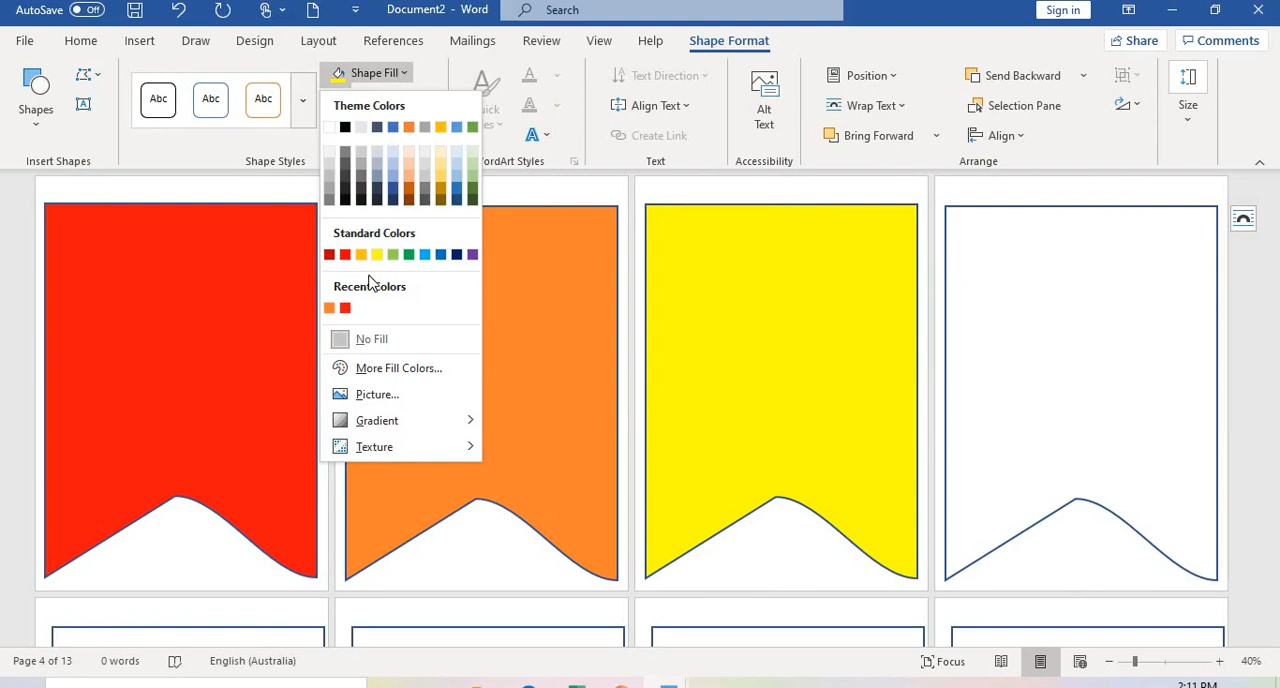 AutoSave Off Document2 - Word Search Sign in
File Home Insert Draw Design Layout References Mailings Review View Help Shape Format Share Comments
Shapes
Insert Shapes
Abc Abc Abc
Shape Styles
Shape Fill
Theme Colors
Standard Colors
Recent Colors
No Fill
More Fill Colors...
Picture...
Gradient
Texture
WordArt Styles
Text Direction
Align Text
Create Link
Text
Alt
Text
Accessibility
Position
Wrap Text
Bring Forward
Send Backward
Selection Pane
Align
Arrange
Size
Page 4 of 13 0 words English (Australia) Focus 40%
2:11 PM